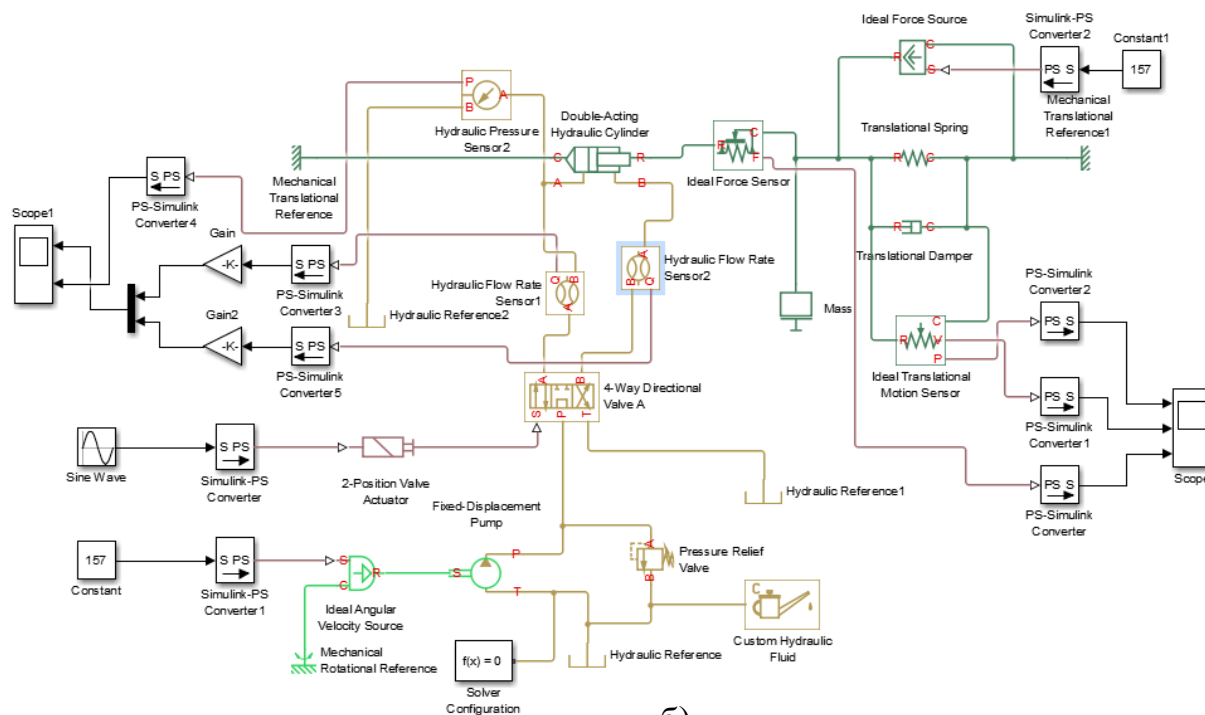 Ideal Force Source
Simulink-PS
Converter2
Constant1
R
C
S
PS S
157
Mechanical
Translational
Reference1
P
A
B
Hydraulic Pressure
Sensor2
Double-Acting
Hydraulic Cylinder
C
R
A
B
R
C
F
Ideal Force Sensor
Translational Spring
R
C
Mechanical
Translational
Reference
S PS
PS-Simulink
Converter4
Scope1
Gain
-K-
S PS
PS-Simulink
Converter3
Q
B
A
Hydraulic Flow Rate
Sensor1
Hydraulic Reference2
A
B
Q
Hydraulic Flow Rate
Sensor2
R
C
Translational Damper
Mass
Gain2
-K-
S PS
PS-Simulink
Converter5
R
C
V
P
Ideal Translational
Motion Sensor
PS-Simulink
Converter2
PS S
PS S
PS-Simulink
Converter1
PS S
PS-Simulink
Converter
Scope
A
B
S
P
T
4-Way Directional
Valve A
Sine Wave
S PS
Simulink-PS
Converter
2-Position Valve
Actuator
Hydraulic Reference1
Fixed-Displacement
Pump
157
Constant
S PS
Simulink-PS
Converter1
S
C
R
Ideal Angular
Velocity Source
S
P
T
A
B
Pressure Relief
Valve
C
Custom Hydraulic
Fluid
Mechanical
Rotational Reference
f(x) = 0
Solver
Configuration
Hydraulic Reference
б)